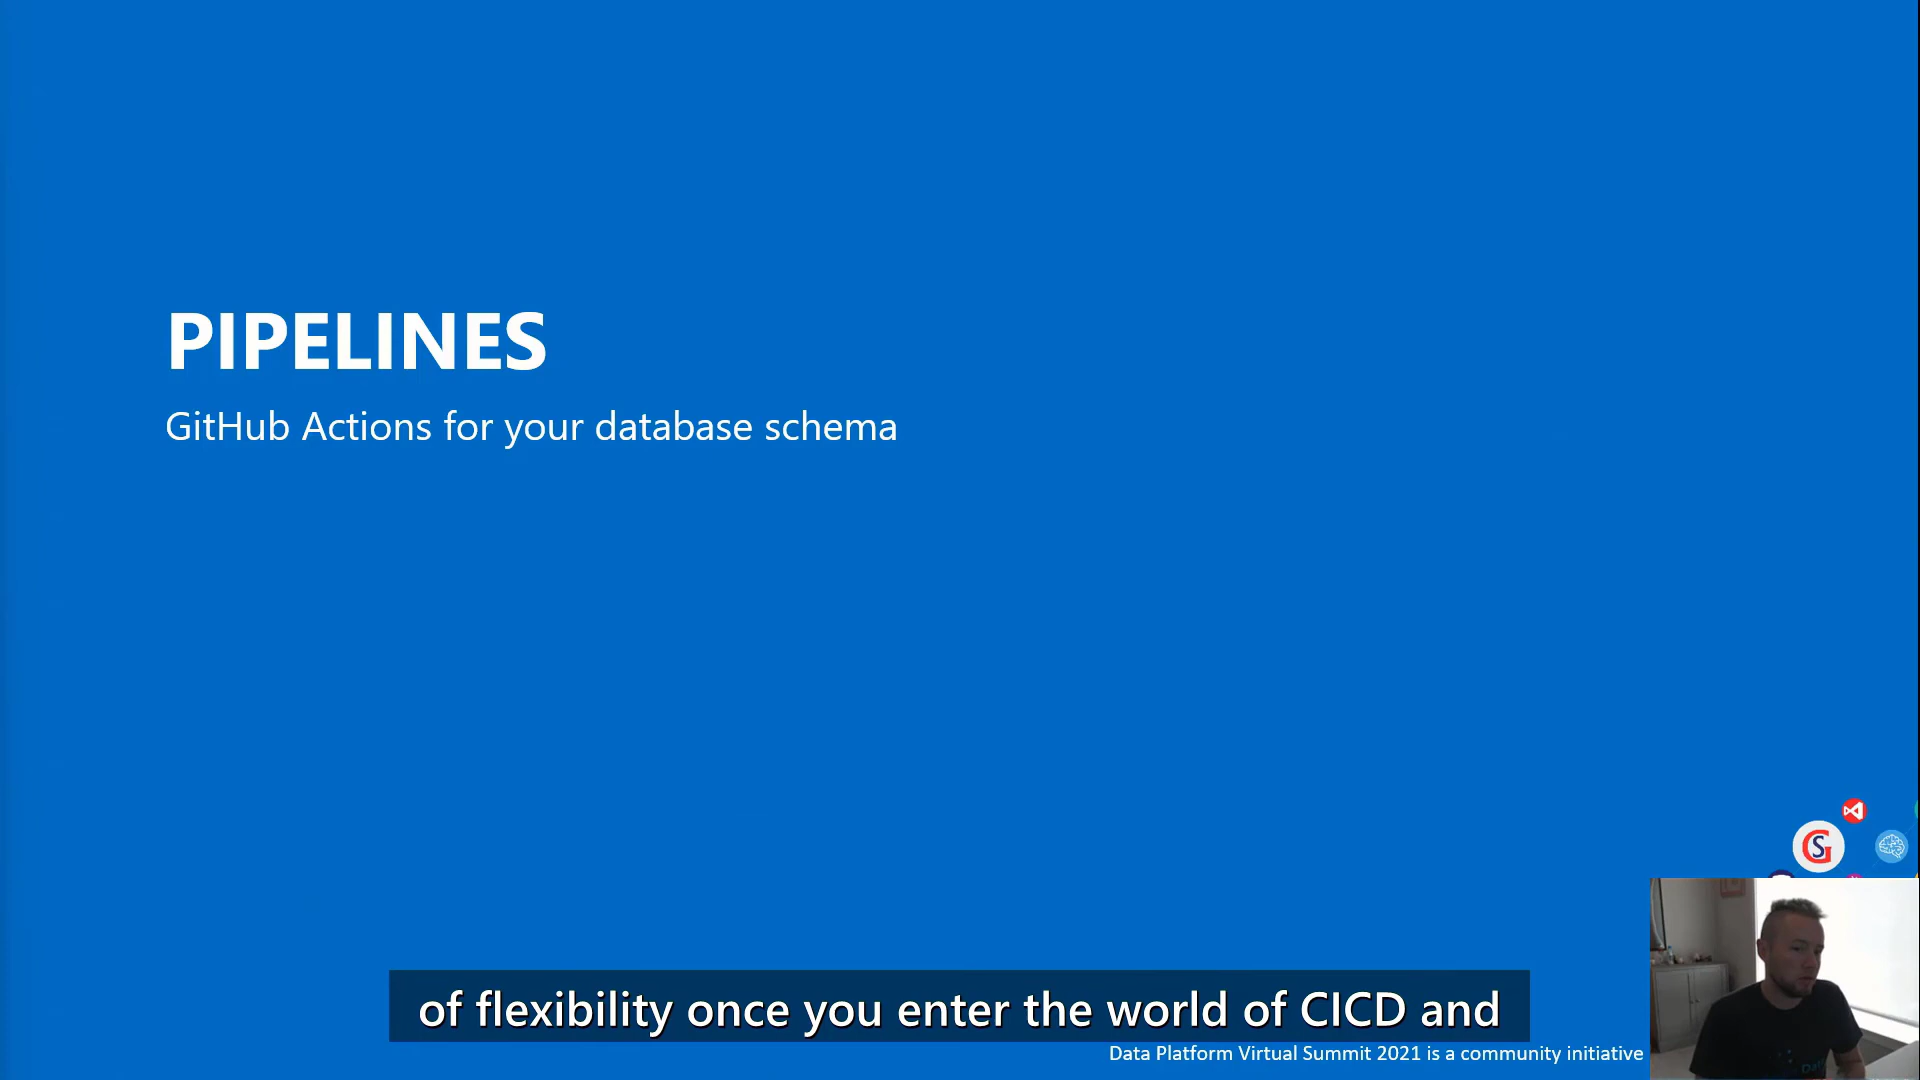 PIPELINES
GitHub Actions for your database schema
of flexibility once you enter the world of CICD and
Data Platform Virtual Summit 2021 is a community initiative